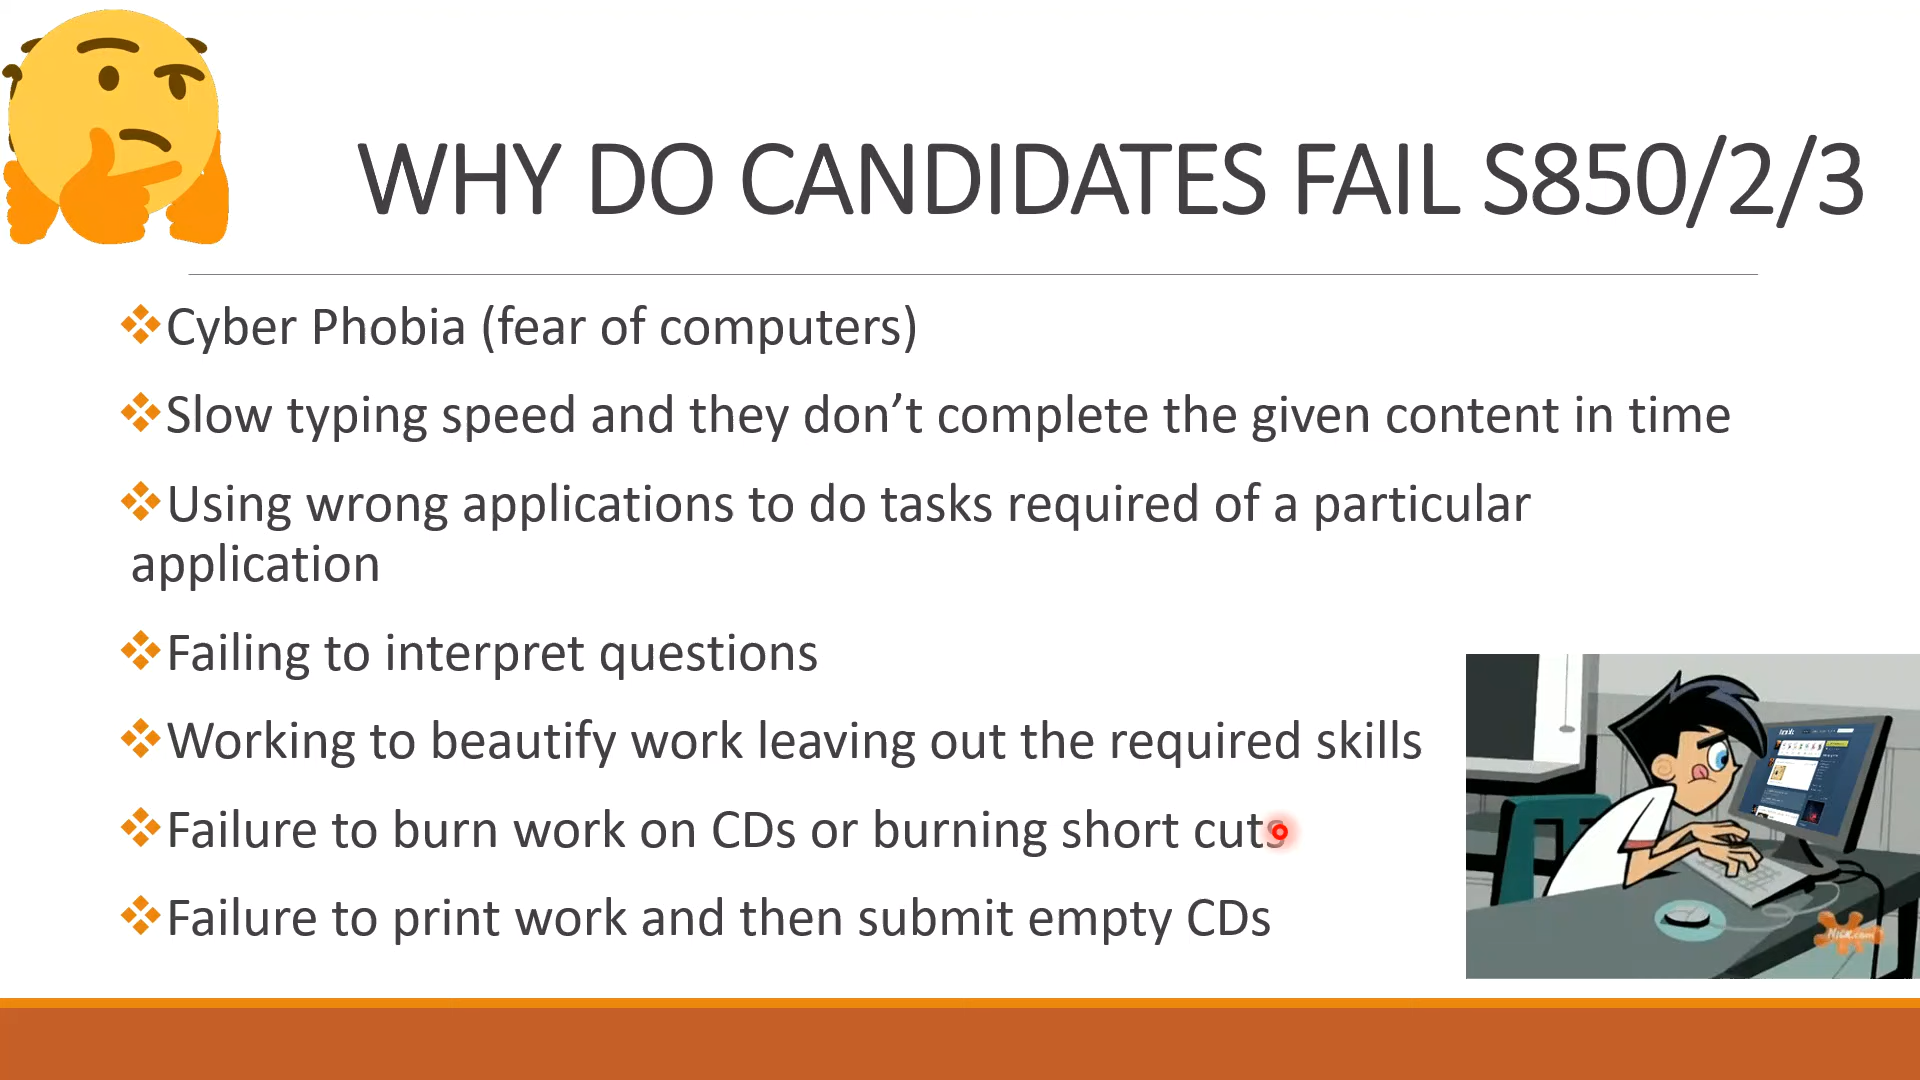 WHY DO CANDIDATES FAIL S850/2/3
❖Cyber Phobia (fear of computers)
❖Slow typing speed and they don’t complete the given content in time
❖Using wrong applications to do tasks required of a particular
application
❖Failing to interpret questions
❖Working to beautify work leaving out the required skills
❖Failure to burn work on CDs or burning short cuts
❖Failure to print work and then submit empty CDs
Nick.com